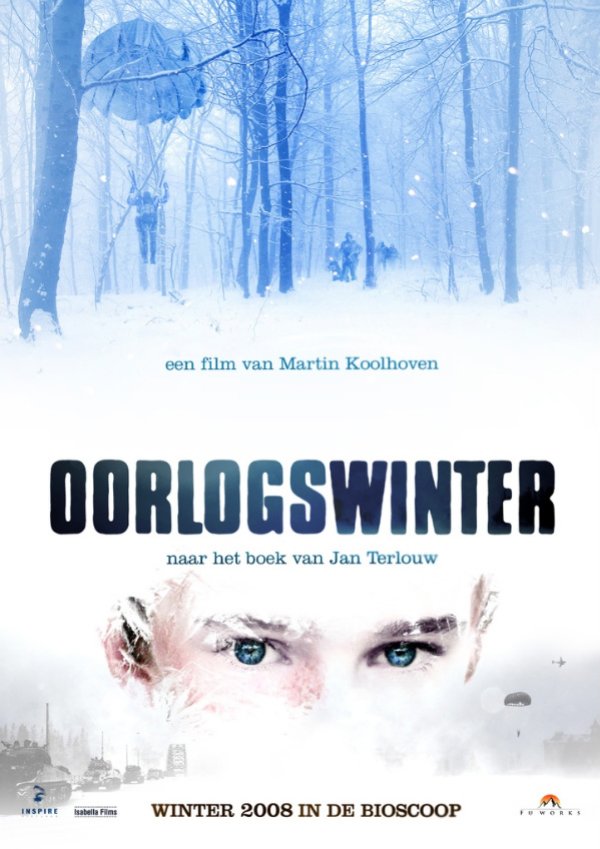 een film van Martin Koolhoven
OORLOGSWINTER
naar het boek van Jan Terlouw
INSPIRE
Isabella Films
WINTER 2008 IN DE BIOSCOOP
FU WORKS